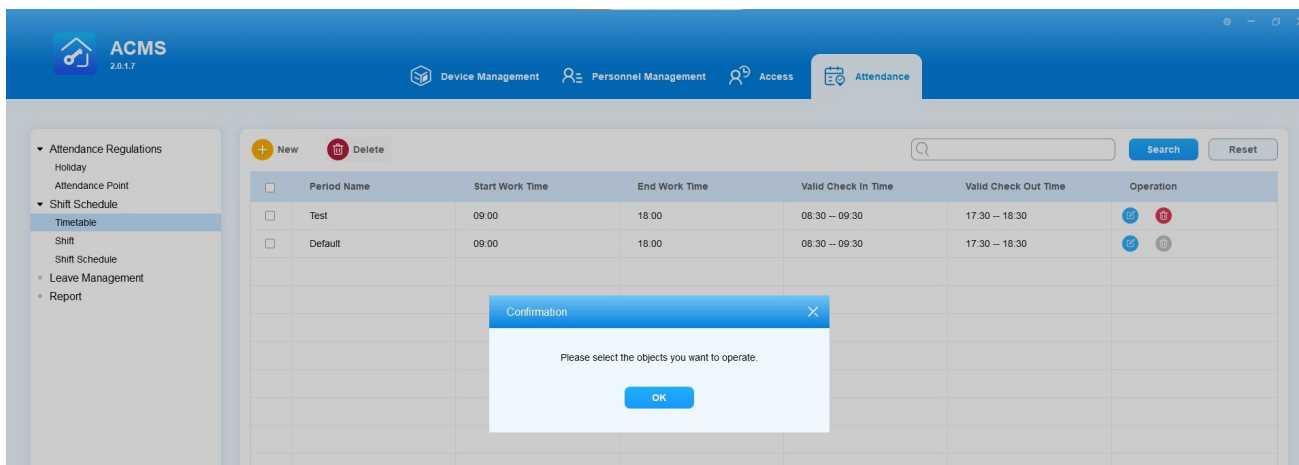 ACMS
2.0.1.7
Device Management Personnel Management Access Attendance
Attendance Regulations
Holiday
Attendance Point
Shift Schedule
Timetable
Shift
Shift Schedule
Leave Management
Report
New Delete Search Reset
Period Name Start Work Time End Work Time Valid Check In Time Valid Check Out Time Operation
Test 09:00 18:00 08:30 -- 09:30 17:30 -- 18:30
Default 09:00 18:00 08:30 -- 09:30 17:30 -- 18:30
Confirmation
Please select the objects you want to operate.
OK